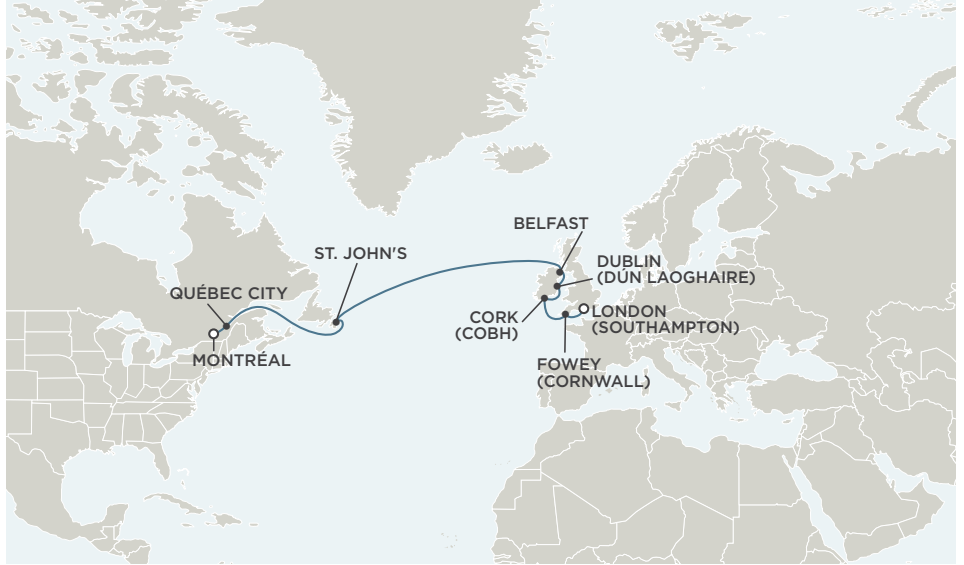 BELFAST
ST. JOHN'S
DUBLIN
(DÚN LAOGHAIRE)
QUÉBEC CITY
CORK
(COBH)
LONDON
(SOUTHAMPTON)
MONTRÉAL
FOWEY
(CORNWALL)